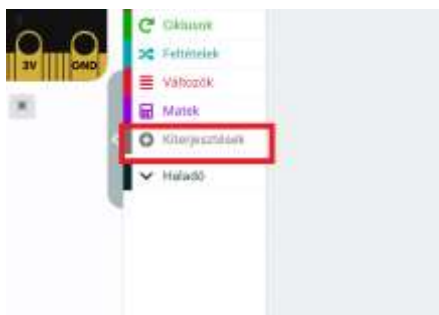 3V GND
Ciklusok
Feltételek
Változók
Matek
Kiterjesztések
Haladó